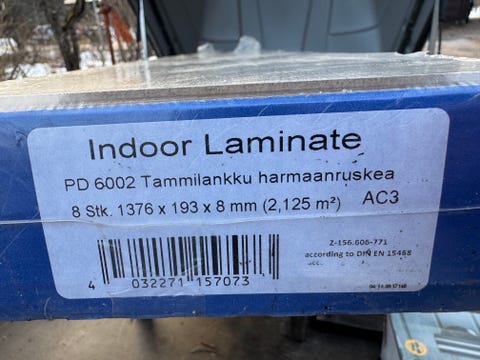 Indoor Laminate
PD 6002 Tammilankku harmaanruskea
8 Stk. 1376 x 193 x 8 mm (2,125 m²) AC3
Z-156.606-771
according to DIN EN 15468
4 032271 157073